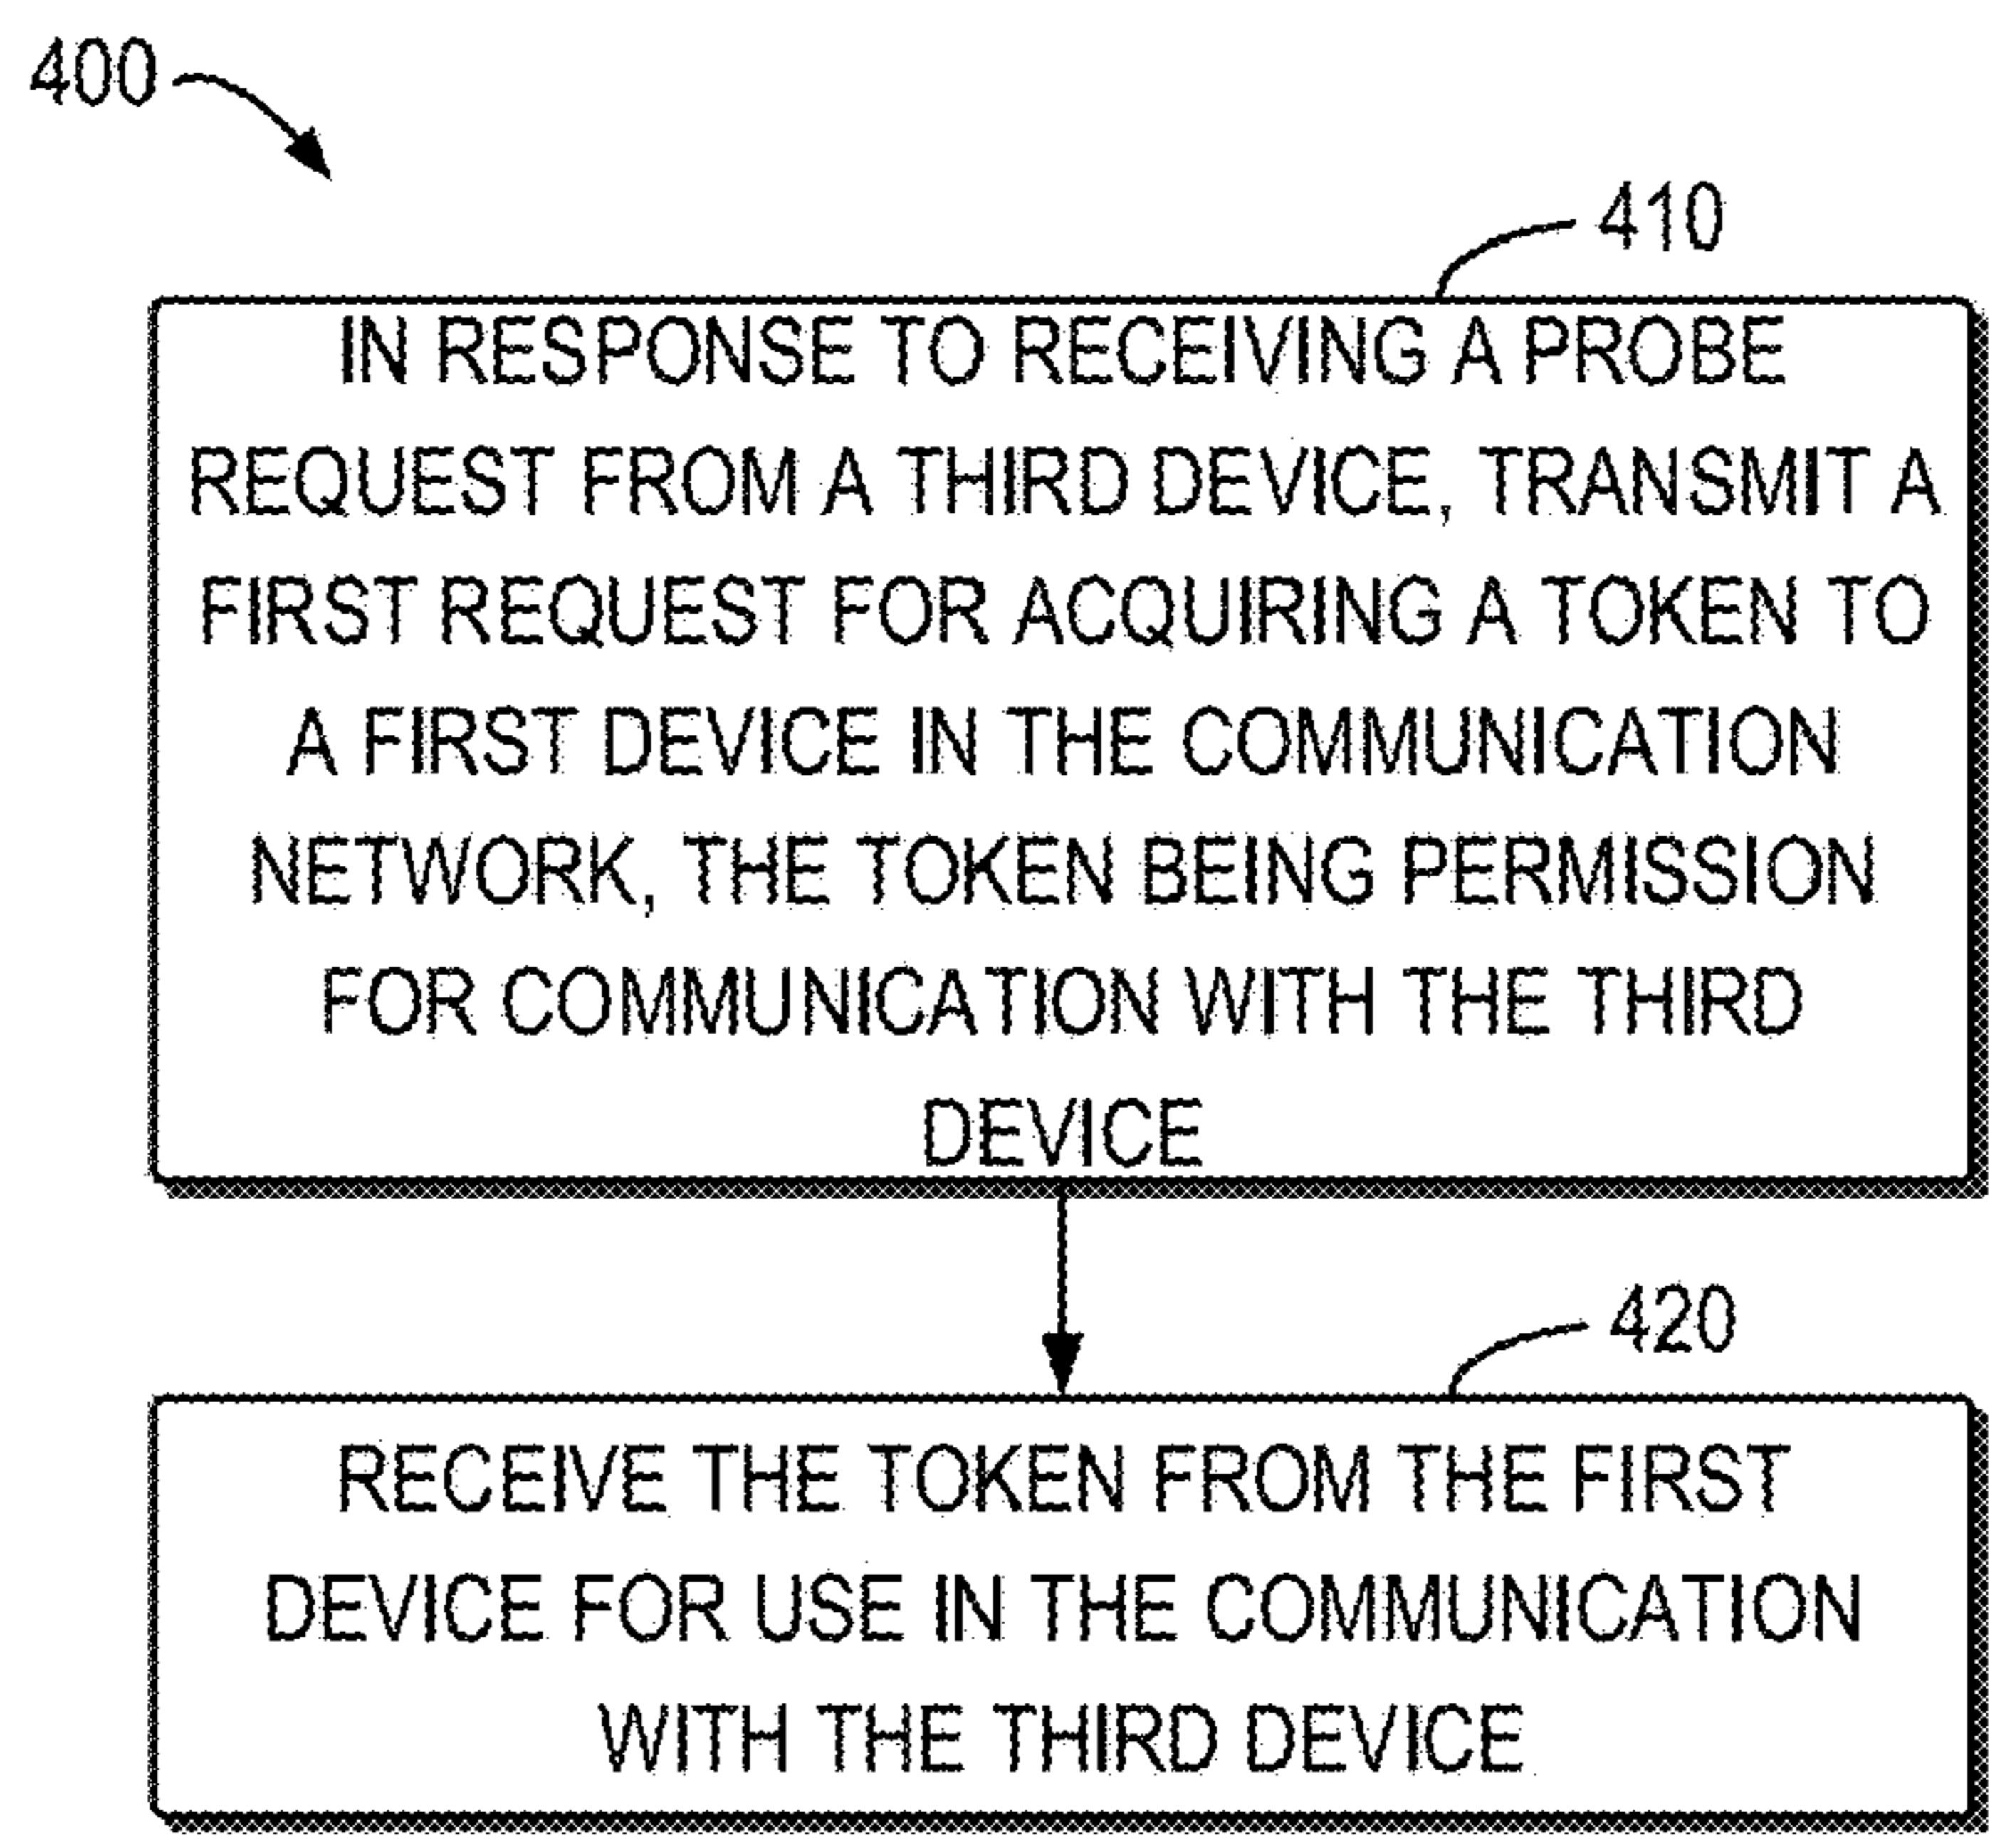 400
410
IN RESPONSE TO RECEIVING A PROBE
REQUEST FROM A THIRD DEVICE, TRANSMIT A
FIRST REQUEST FOR ACQUIRING A TOKEN TO
A FIRST DEVICE IN THE COMMUNICATION
NETWORK, THE TOKEN BEING PERMISSION
FOR COMMUNICATION WITH THE THIRD
DEVICE
420
RECEIVE THE TOKEN FROM THE FIRST
DEVICE FOR USE IN THE COMMUNICATION
WITH THE THIRD DEVICE